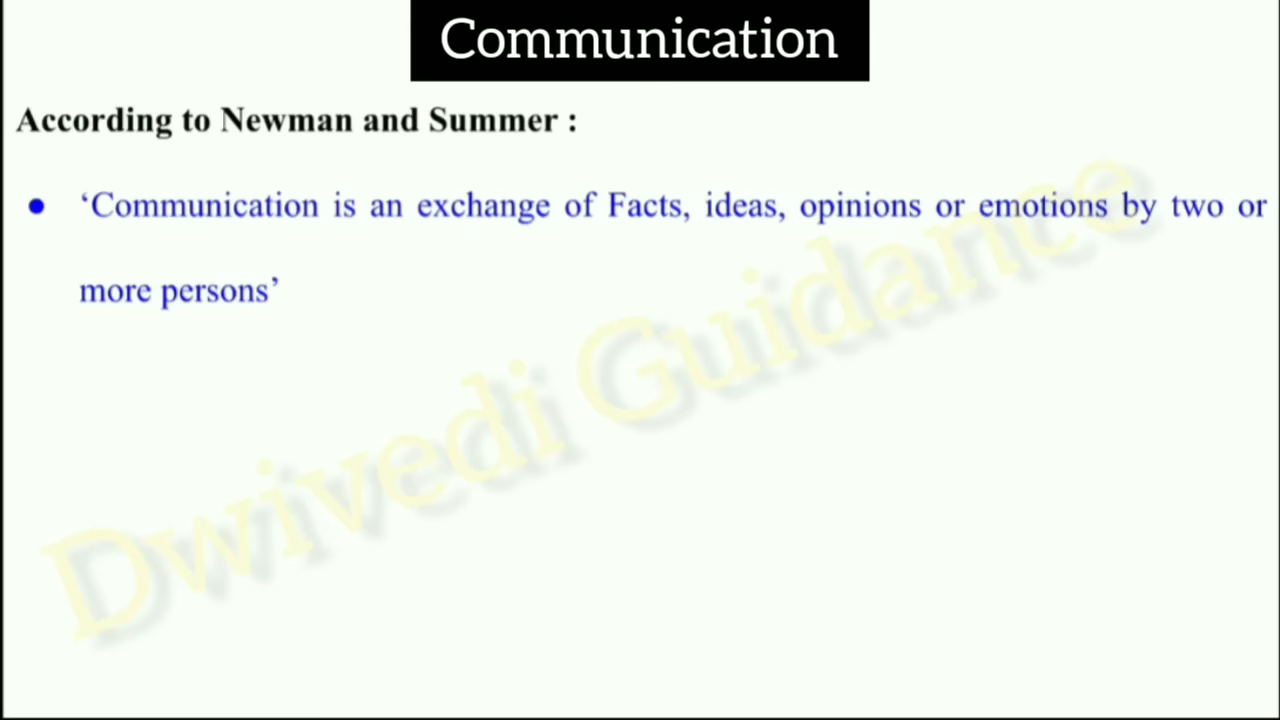 Communication
According to Newman and Summer :
● ‘Communication is an exchange of Facts, ideas, opinions or emotions by two or
more persons’
Dwivedi Guidance